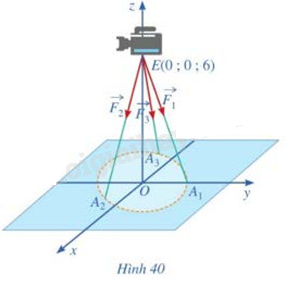 z
E(0 ; 0 ; 6)
F₂ F₃ F₁
A₃
A₂ O A₁ y
x
Hình 40